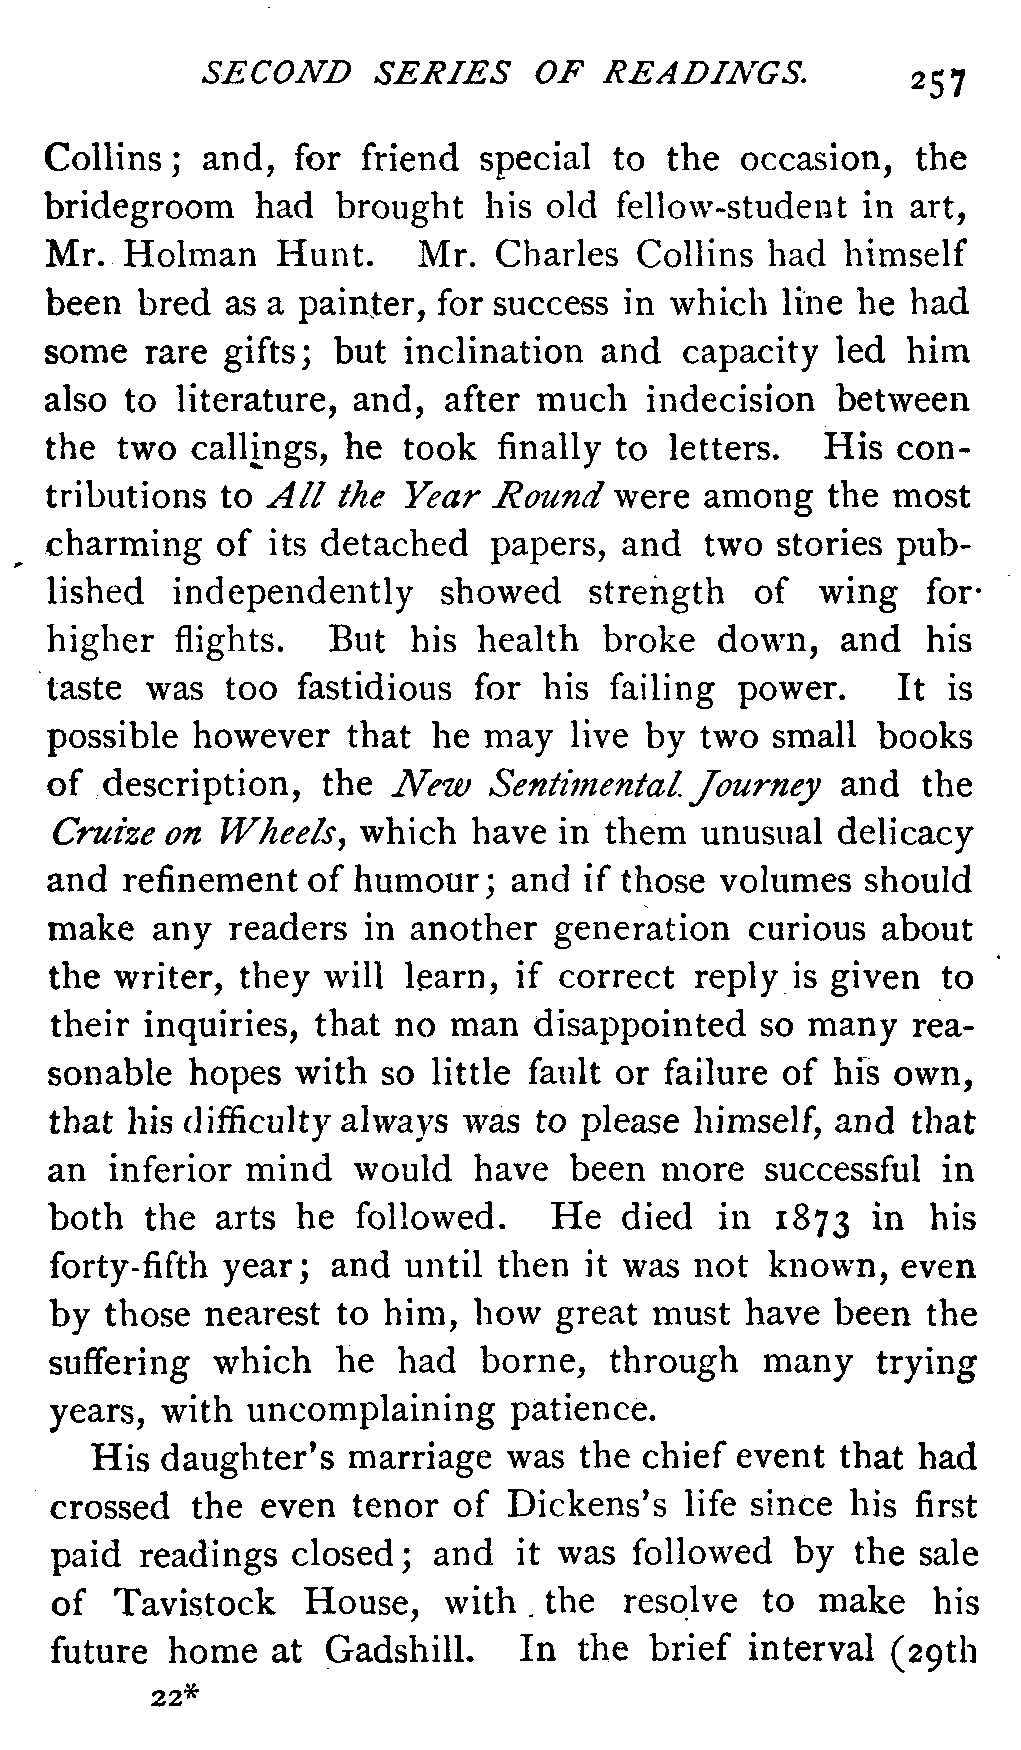 SECOND SERIES OF READINGS. 257
Collins; and, for friend special to the occasion, the
bridegroom had brought his old fellow-student in art,
Mr. Holman Hunt. Mr. Charles Collins had himself
been bred as a painter, for success in which line he had
some rare gifts; but inclination and capacity led him
also to literature, and, after much indecision between
the two callings, he took finally to letters. His con-
tributions to All the Year Round were among the most
charming of its detached papers, and two stories pub-
lished independently showed strength of wing for
higher flights. But his health broke down, and his
taste was too fastidious for his failing power. It is
possible however that he may live by two small books
of description, the New Sentimental Journey and the
Cruize on Wheels, which have in them unusual delicacy
and refinement of humour; and if those volumes should
make any readers in another generation curious about
the writer, they will learn, if correct reply is given to
their inquiries, that no man disappointed so many rea-
sonable hopes with so little fault or failure of his own,
that his difficulty always was to please himself, and that
an inferior mind would have been more successful in
both the arts he followed. He died in 1873 in his
forty-fifth year; and until then it was not known, even
by those nearest to him, how great must have been the
suffering which he had borne, through many trying
years, with uncomplaining patience.
His daughter's marriage was the chief event that had
crossed the even tenor of Dickens's life since his first
paid readings closed; and it was followed by the sale
of Tavistock House, with the resolve to make his
future home at Gadshill. In the brief interval (29th
22*